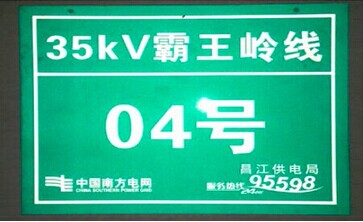 35kV霸王岭线
04号
中国南方电网
CHINA SOUTHERN POWER GRID
昌江供电局
服务热线 95598